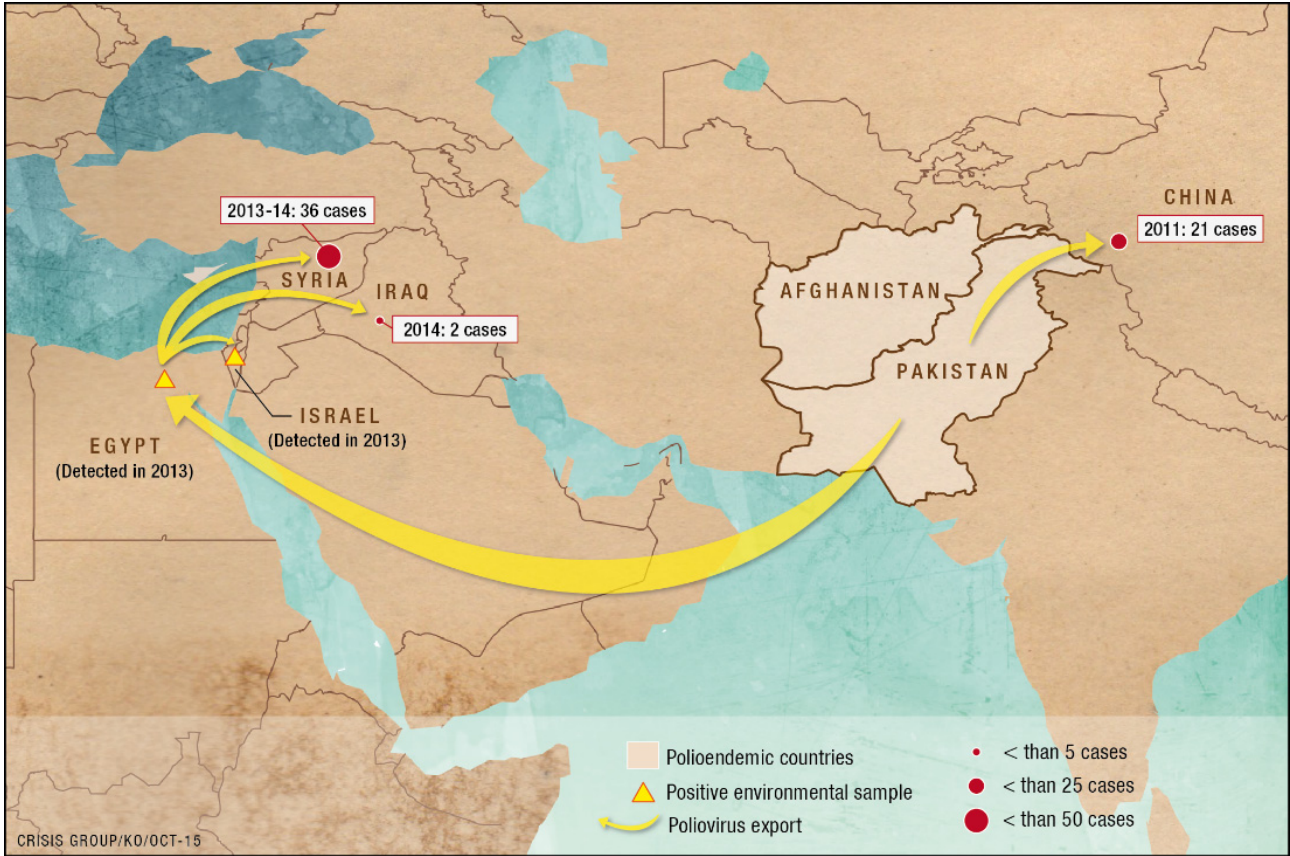 CHINA
2013-14: 36 cases
2011: 21 cases
SYRIA
IRAQ
AFGHANISTAN
2014: 2 cases
PAKISTAN
ISRAEL
(Detected in 2013)
EGYPT
(Detected in 2013)
Polioendemic countries
Positive environmental sample
Poliovirus export
< than 5 cases
< than 25 cases
< than 50 cases
CRISIS GROUP/KO/OCT-15